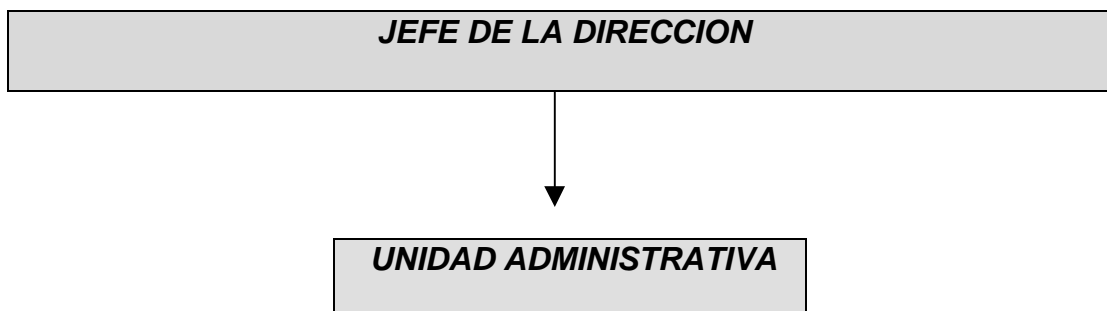 JEFE DE LA DIRECCION
UNIDAD ADMINISTRATIVA